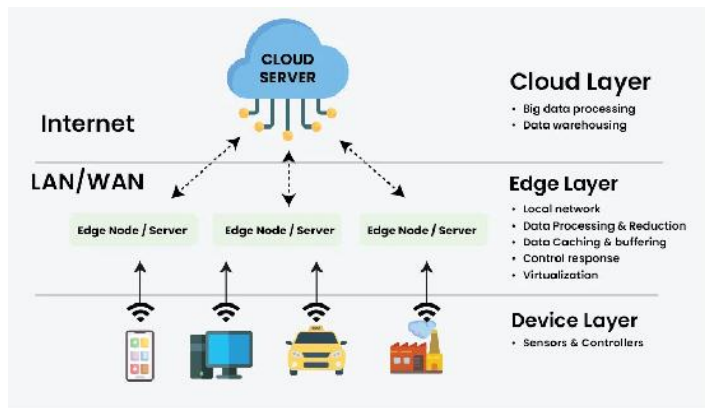 CLOUD
SERVER
Cloud Layer
• Big data processing
• Data warehousing
Internet
LAN/WAN
Edge Layer
• Local network
• Data Processing & Reduction
• Data Caching & buffering
• Control response
• Virtualization
Edge Node / Server
Edge Node / Server
Edge Node / Server
Device Layer
• Sensors & Controllers